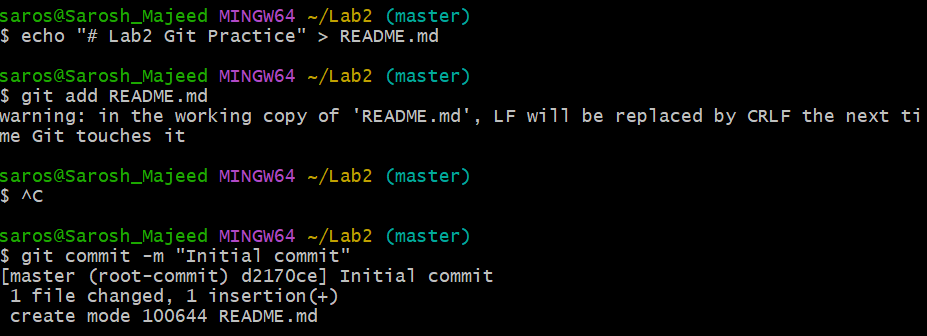 saros@Sarosh_Majeed MINGW64 ~/Lab2 (master)
$ echo "# Lab2 Git Practice" > README.md
saros@Sarosh_Majeed MINGW64 ~/Lab2 (master)
$ git add README.md
warning: in the working copy of 'README.md', LF will be replaced by CRLF the next ti
me Git touches it
saros@Sarosh_Majeed MINGW64 ~/Lab2 (master)
$ ^C
saros@Sarosh_Majeed MINGW64 ~/Lab2 (master)
$ git commit -m "Initial commit"
[master (root-commit) d2170ce] Initial commit
 1 file changed, 1 insertion(+)
 create mode 100644 README.md